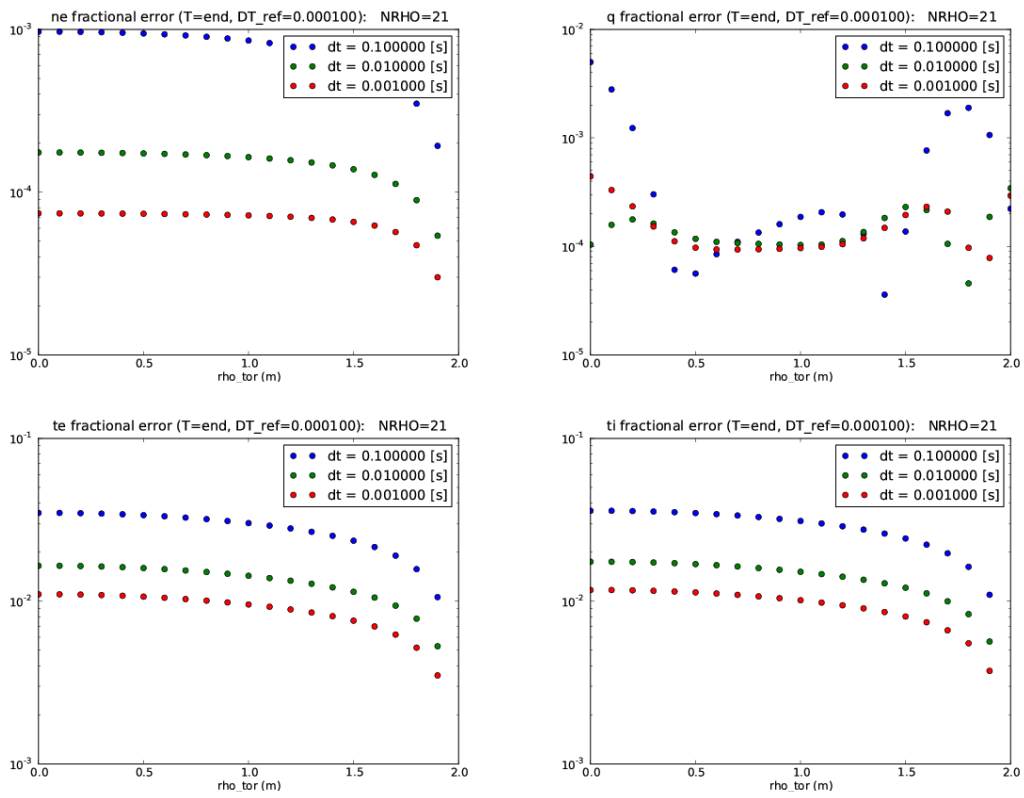 ne fractional error (T=end, DT_ref=0.000100):   NRHO=21
10^-3
dt = 0.100000 [s]
dt = 0.010000 [s]
dt = 0.001000 [s]
10^-4
10^-5
0.0 0.5 1.0 1.5 2.0
rho_tor (m)
q fractional error (T=end, DT_ref=0.000100):   NRHO=21
10^-2
dt = 0.100000 [s]
dt = 0.010000 [s]
dt = 0.001000 [s]
10^-3
10^-4
10^-5
0.0 0.5 1.0 1.5 2.0
rho_tor (m)
te fractional error (T=end, DT_ref=0.000100):   NRHO=21
10^-1
dt = 0.100000 [s]
dt = 0.010000 [s]
dt = 0.001000 [s]
10^-2
10^-3
0.0 0.5 1.0 1.5 2.0
rho_tor (m)
ti fractional error (T=end, DT_ref=0.000100):   NRHO=21
10^-1
dt = 0.100000 [s]
dt = 0.010000 [s]
dt = 0.001000 [s]
10^-2
10^-3
0.0 0.5 1.0 1.5 2.0
rho_tor (m)